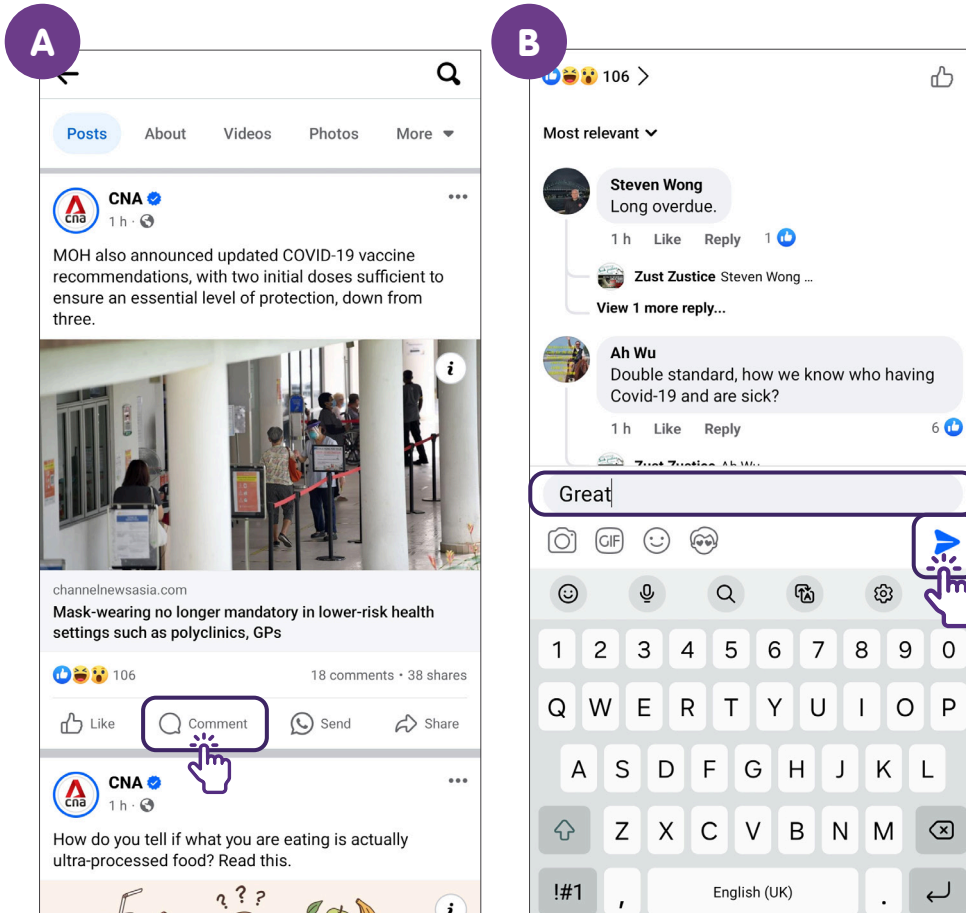 A
Posts About Videos Photos More
CNA
1 h ·
MOH also announced updated COVID-19 vaccine
recommendations, with two initial doses sufficient to
ensure an essential level of protection, down from
three.
channelnewsasia.com
Mask-wearing no longer mandatory in lower-risk health
settings such as polyclinics, GPs
106 18 comments • 38 shares
Like Comment Send Share
CNA
1 h ·
How do you tell if what you are eating is actually
ultra-processed food? Read this.
B
106
Most relevant
Steven Wong
Long overdue.
1 h Like Reply 1
Zust Zustice Steven Wong ...
View 1 more reply...
Ah Wu
Double standard, how we know who having
Covid-19 and are sick?
1 h Like Reply 6
Zust Zustice Ah Wu
Great
GIF
1 2 3 4 5 6 7 8 9 0
Q W E R T Y U I O P
A S D F G H J K L
Z X C V B N M
!#1 , English (UK) .